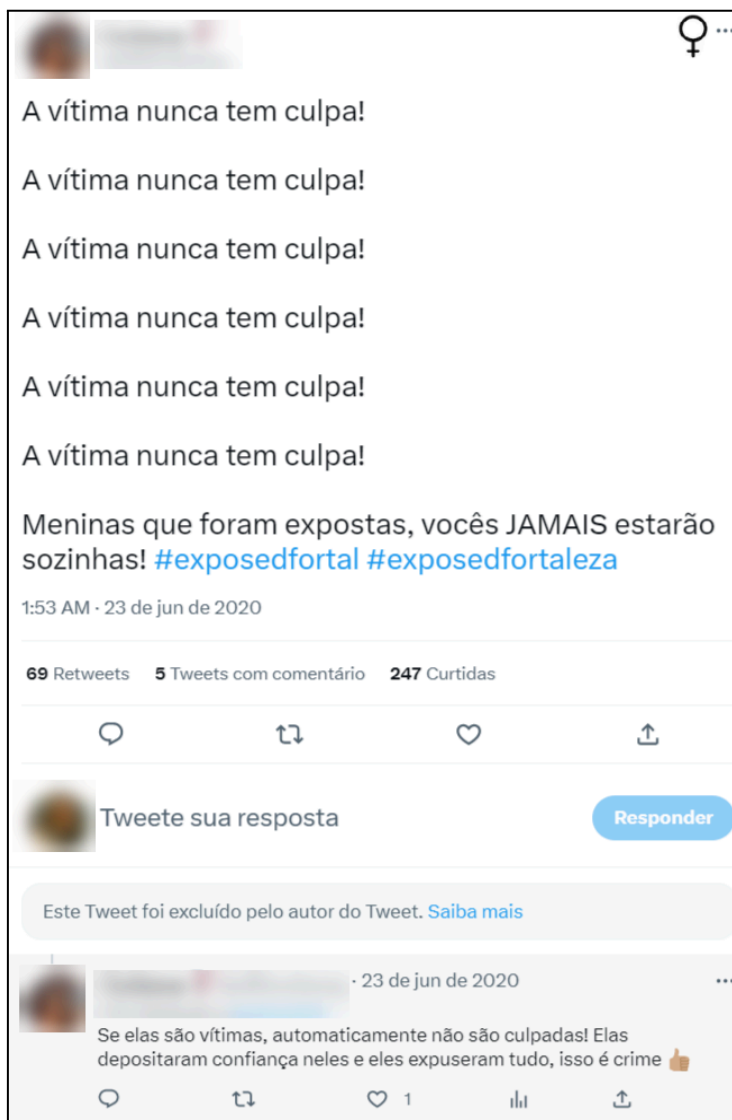 A vítima nunca tem culpa!
A vítima nunca tem culpa!
A vítima nunca tem culpa!
A vítima nunca tem culpa!
A vítima nunca tem culpa!
A vítima nunca tem culpa!
Meninas que foram expostas, vocês JAMAIS estarão
sozinhas! #exposedfortal #exposedfortaleza
1:53 AM · 23 de jun de 2020
69 Retweets 5 Tweets com comentário 247 Curtidas
Tweete sua resposta Responder
Este Tweet foi excluído pelo autor do Tweet. Saiba mais
· 23 de jun de 2020
Se elas são vítimas, automaticamente não são culpadas! Elas
depositaram confiança neles e eles expuseram tudo, isso é crime 👍🏽
1